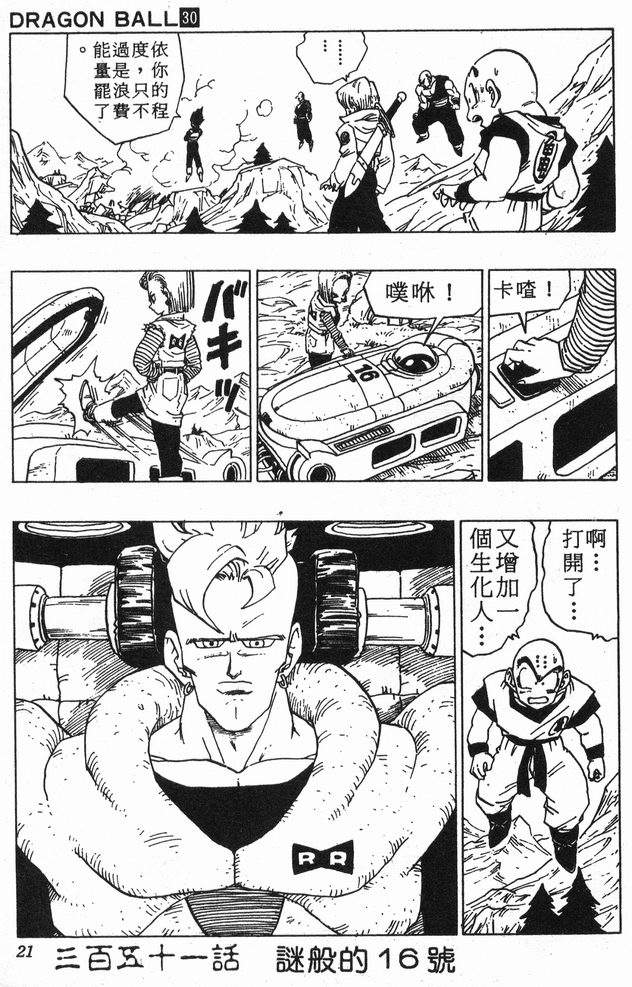 DRAGON BALL 30
依你的程
度，只不
過是浪費
能量罷了
。
……
卡喳！
噗咻！
16
バキッ
啊…
打開了…
又增加一
個生化人…
RR
21
三百五十一話 謎般的16號